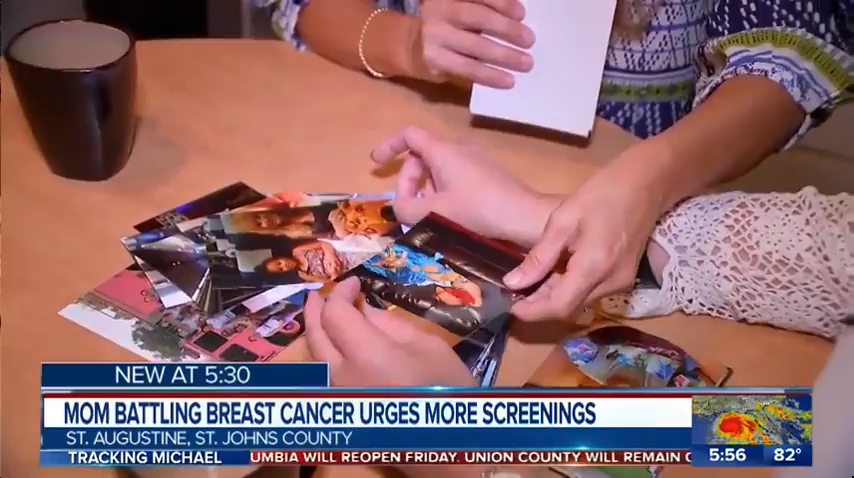 NEW AT 5:30
MOM BATTLING BREAST CANCER URGES MORE SCREENINGS
ST. AUGUSTINE, ST. JOHNS COUNTY
5:56 82°
TRACKING MICHAEL UMBIA WILL REOPEN FRIDAY. UNION COUNTY WILL REMAIN